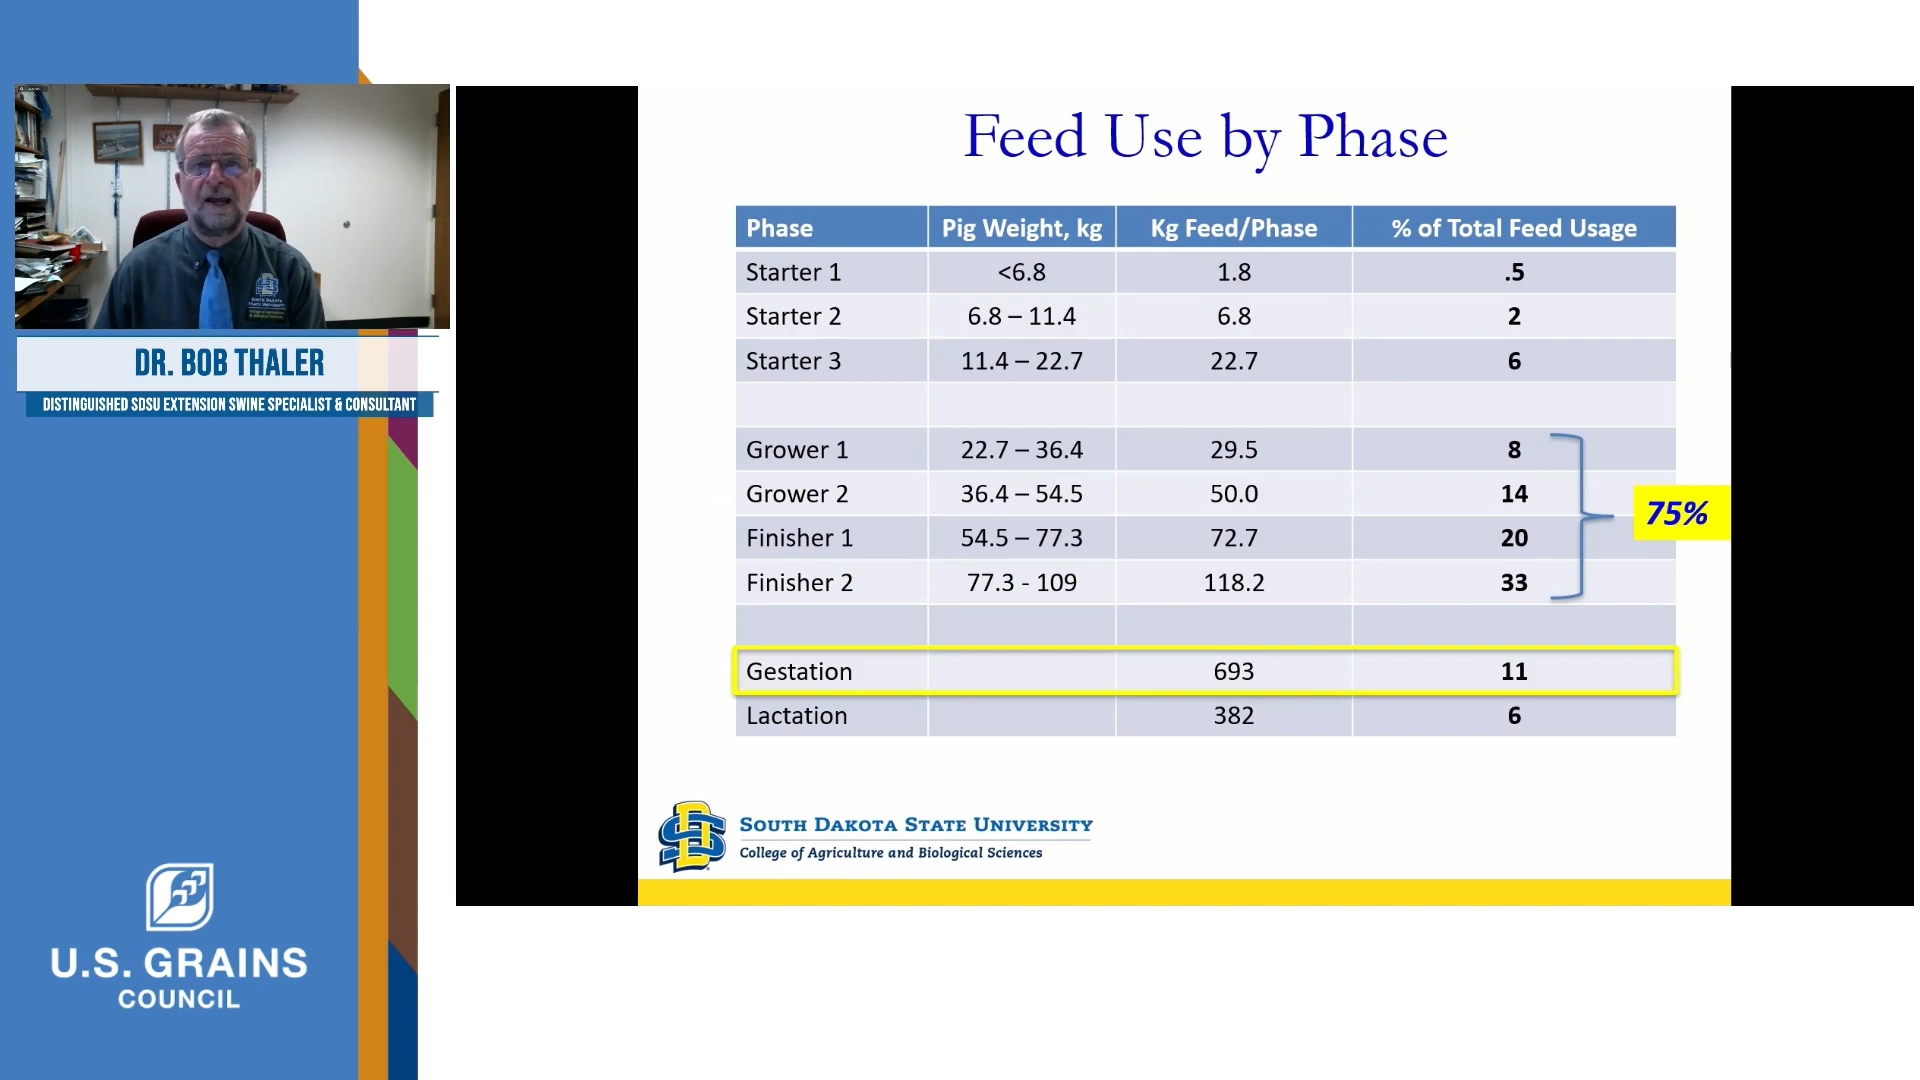 DR. BOB THALER
DISTINGUISHED SDSU EXTENSION SWINE SPECIALIST & CONSULTANT
U.S. GRAINS
COUNCIL
Feed Use by Phase
Phase Pig Weight, kg Kg Feed/Phase % of Total Feed Usage
Starter 1 <6.8 1.8 .5
Starter 2 6.8 – 11.4 6.8 2
Starter 3 11.4 – 22.7 22.7 6
Grower 1 22.7 – 36.4 29.5 8
Grower 2 36.4 – 54.5 50.0 14
75%
Finisher 1 54.5 – 77.3 72.7 20
Finisher 2 77.3 - 109 118.2 33
Gestation 693 11
Lactation 382 6
SOUTH DAKOTA STATE UNIVERSITY
College of Agriculture and Biological Sciences